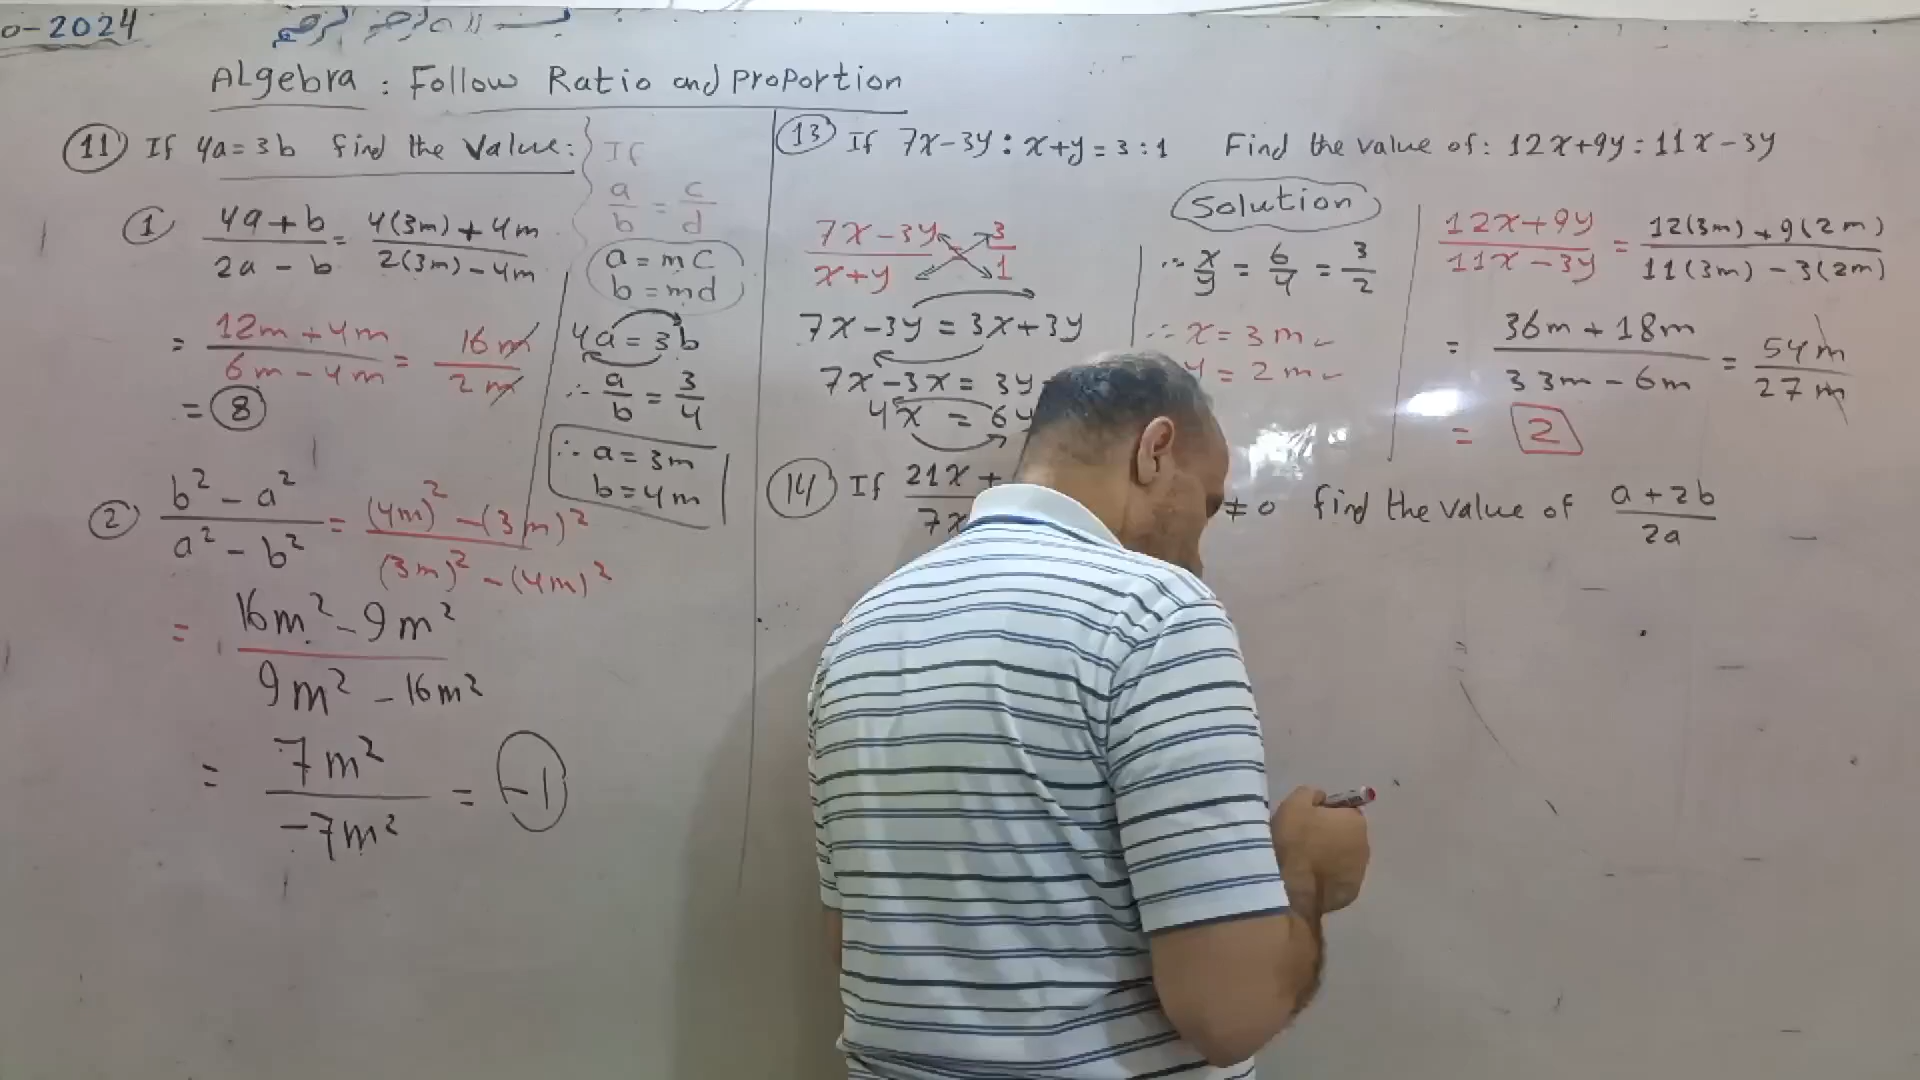 0-2024
Algebra : Follow Ratio and Proportion
11 If 4a=3b find the Value:
1 (4a+b)/(2a-b) = (4(3m)+4m)/(2(3m)-4m)
= (12m+4m)/(6m-4m) = 16m/2m
= 8
If
a/b = c/d
a=mc
b=md
4a=3b
∴ a/b = 3/4
∴ a=3m
b=4m
2 (b²-a²)/(a²-b²) = ((4m)²-(3m)²)/((3m)²-(4m)²)
= (16m²-9m²)/(9m²-16m²)
= 7m²/-7m² = -1
13 If 7x-3y : x+y = 3 : 1 Find the value of: 12x+9y : 11x-3y
Solution
(7x-3y)/(x+y) 3/1
7x-3y = 3x+3y
7x-3x = 3y
4x = 6y
∴ x/y = 6/4 = 3/2
∴ x = 3m
y = 2m
(12x+9y)/(11x-3y) = (12(3m)+9(2m))/(11(3m)-3(2m))
= (36m+18m)/(33m-6m) = 54m/27m
= 2
14 If 21x+ / 7x ≠0 find the value of (a+2b)/2a